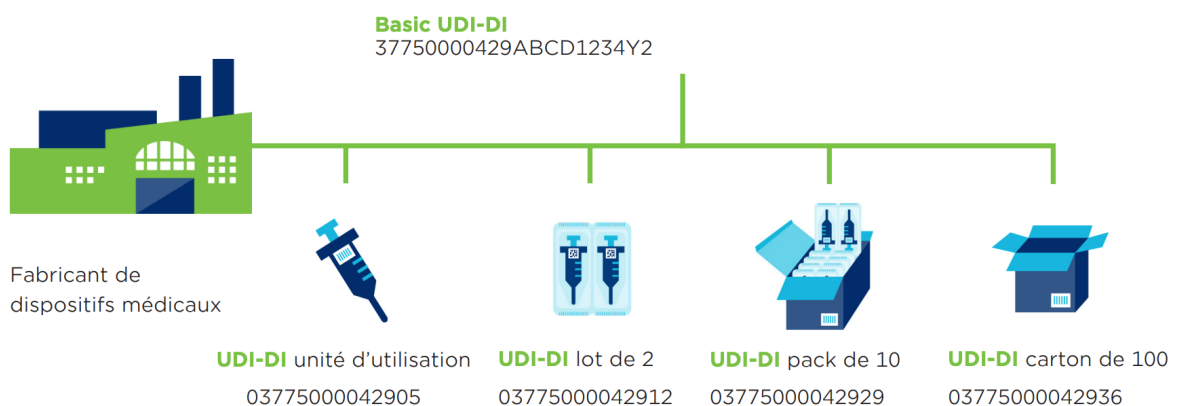 Basic UDI-DI
37750000429ABCD1234Y2
Fabricant de
dispositifs médicaux
UDI-DI unité d’utilisation
03775000042905
UDI-DI lot de 2
03775000042912
UDI-DI pack de 10
03775000042929
UDI-DI carton de 100
03775000042936